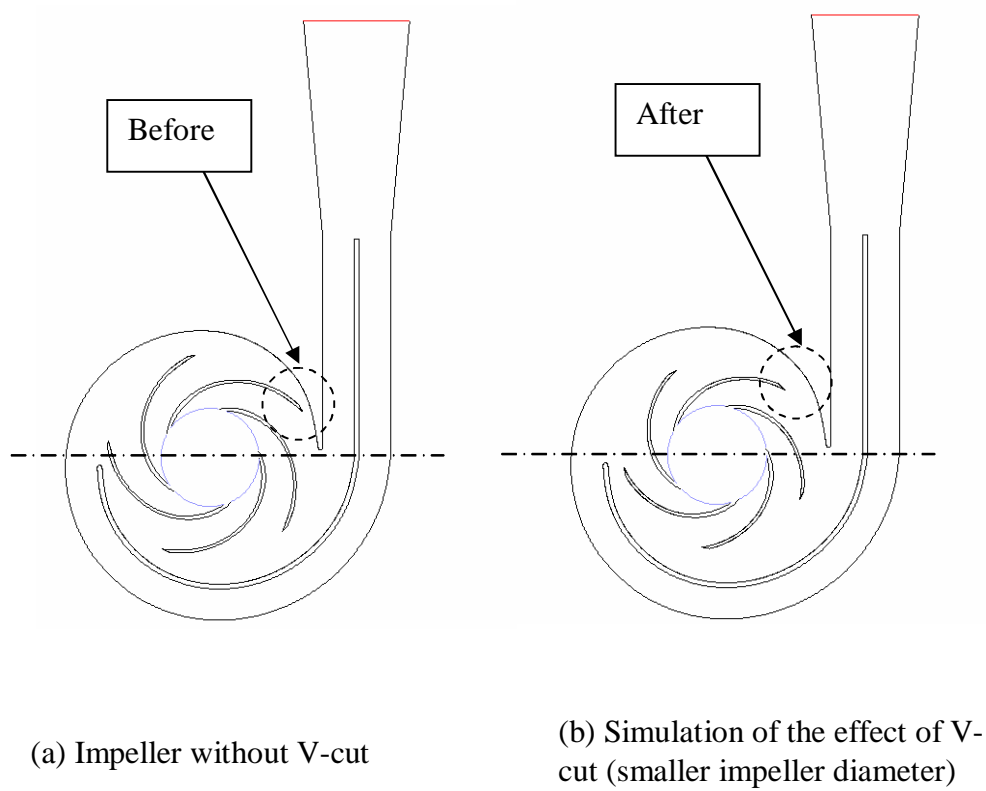 Before
After
(a) Impeller without V-cut
(b) Simulation of the effect of V-
cut (smaller impeller diameter)